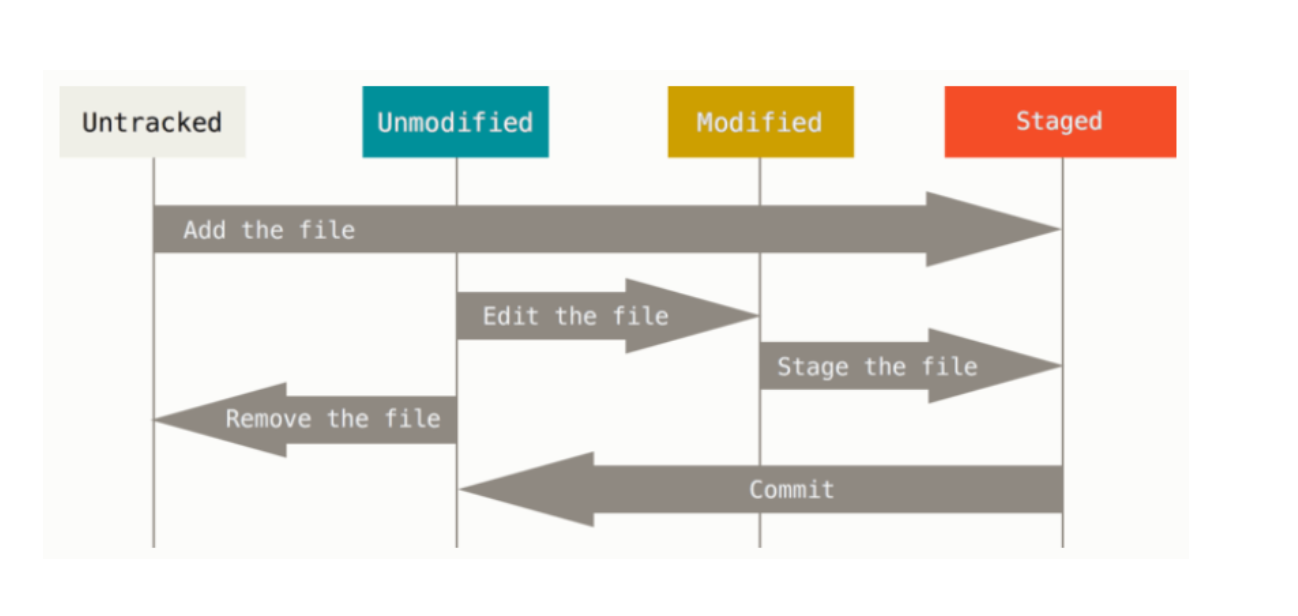 Untracked
Unmodified
Modified
Staged
Add the file
Edit the file
Stage the file
Remove the file
Commit